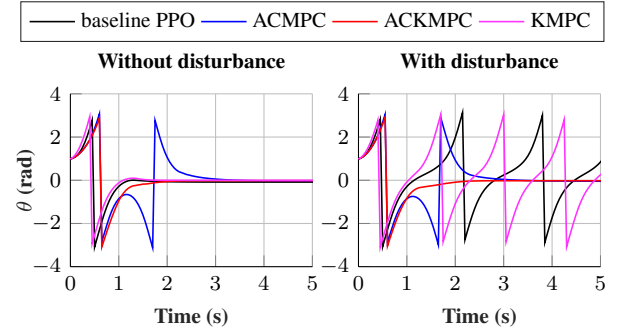 baseline PPO ACMPC ACKMPC KMPC
Without disturbance With disturbance
4 4
2 2
0 0
−2 −2
−4 −4
θ (rad)
0 1 2 3 4 5 0 1 2 3 4 5
Time (s) Time (s)